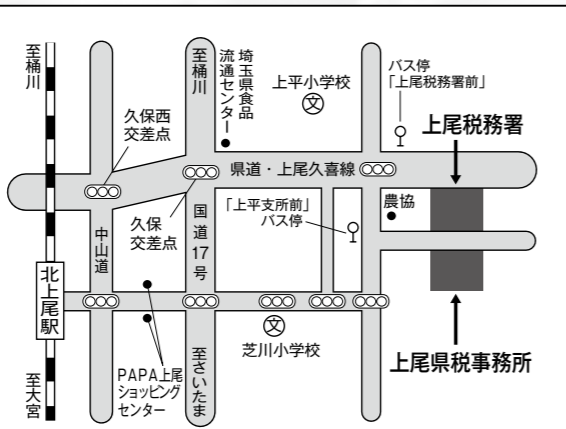 至桶川
至桶川
埼玉県食品
流通センター
上平小学校
文
バス停
「上尾税務署前」
上尾税務署
久保西
交差点
県道・上尾久喜線
「上平支所前」
バス停
農協
久保
交差点
国道17号
中山道
北上尾駅
文
芝川小学校
上尾県税事務所
至大宮
PAPA上尾
ショッピング
センター
至さいたま